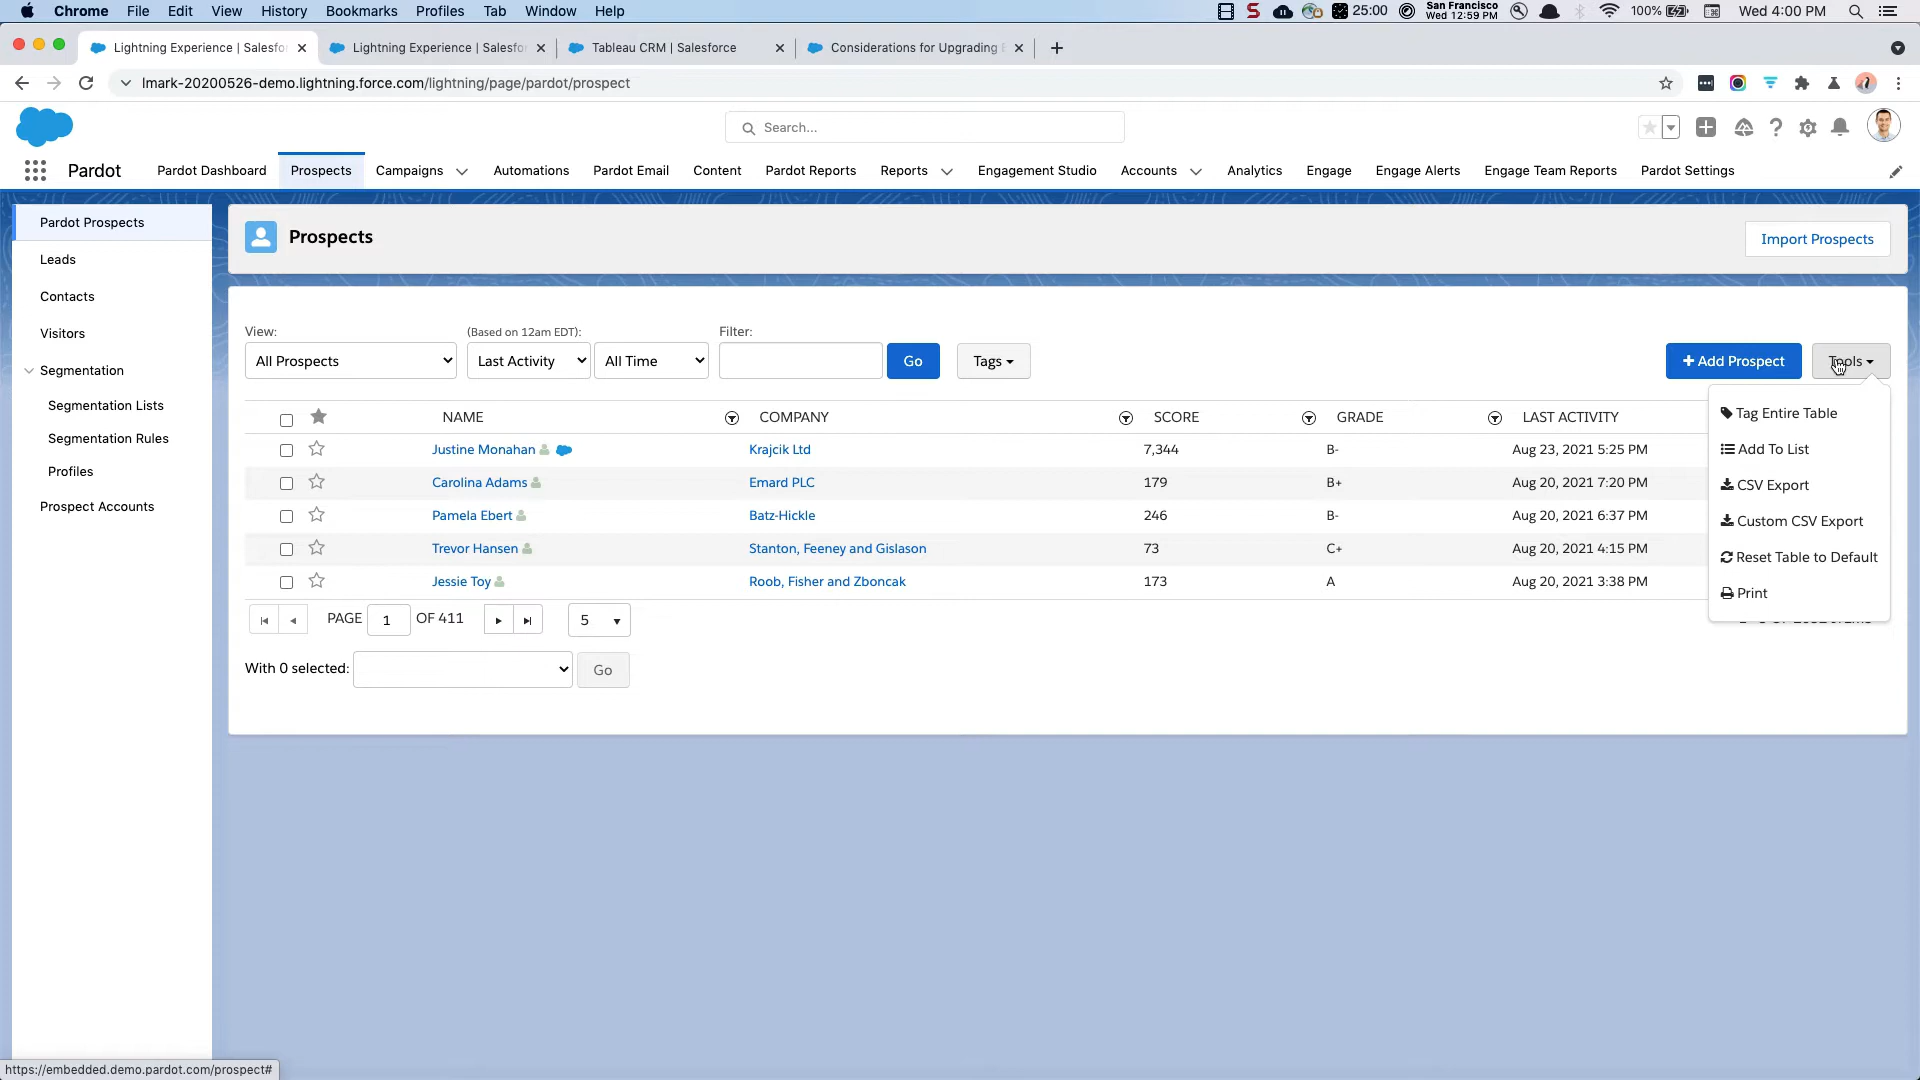 Chrome File Edit View History Bookmarks Profiles Tab Window Help 25:00 San Francisco Wed 12:59 PM 100% Wed 4:00 PM
Lightning Experience | Salesfo Lightning Experience | Salesfo Tableau CRM | Salesforce Considerations for Upgrading
lmark-20200526-demo.lightning.force.com/lightning/page/pardot/prospect
Search...
Pardot Pardot Dashboard Prospects Campaigns Automations Pardot Email Content Pardot Reports Reports Engagement Studio Accounts Analytics Engage Engage Alerts Engage Team Reports Pardot Settings
Pardot Prospects
Leads
Contacts
Visitors
Segmentation
Segmentation Lists
Segmentation Rules
Profiles
Prospect Accounts
Prospects
Import Prospects
View: (Based on 12am EDT): Filter:
All Prospects Last Activity All Time Go Tags + Add Prospect Tools
NAME COMPANY SCORE GRADE LAST ACTIVITY
Justine Monahan Krajcik Ltd 7,344 B- Aug 23, 2021 5:25 PM
Carolina Adams Emard PLC 179 B+ Aug 20, 2021 7:20 PM
Pamela Ebert Batz-Hickle 246 B- Aug 20, 2021 6:37 PM
Trevor Hansen Stanton, Feeney and Gislason 73 C+ Aug 20, 2021 4:15 PM
Jessie Toy Roob, Fisher and Zboncak 173 A Aug 20, 2021 3:38 PM
Tag Entire Table
Add To List
CSV Export
Custom CSV Export
Reset Table to Default
Print
PAGE 1 OF 411 5
With 0 selected: Go
https://embedded.demo.pardot.com/prospect#